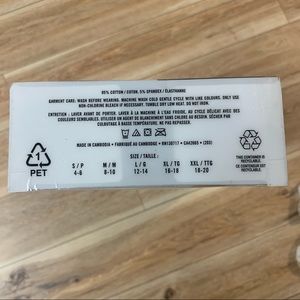 95% COTTON / COTON, 5% SPANDEX / ÉLASTHANNE
GARMENT CARE: WASH BEFORE WEARING. MACHINE WASH COLD GENTLE CYCLE WITH LIKE COLOURS. ONLY USE
NON-CHLORINE BLEACH IF NEEDED. TUMBLE DRY LOW HEAT. DO NOT IRON.
ENTRETIEN : LAVER AVANT DE PORTER. LAVER À LA MACHINE À L'EAU FROIDE, AU CYCLE DÉLICAT AVEC DES
COULEURS SEMBLABLES. UTILISER UN AGENT DE BLANCHIMENT SANS CHLORE AU BESOIN. SÉCHER PAR
CULBUTAGE À BASSE TEMPÉRATURE. NE PAS REPASSER.
MADE IN CAMBODIA • FABRIQUÉ AU CAMBODGE •
SIZE / TAILLE :
S / P
M / M
L / G
XL / TG
XXL / TTG
4-6
8-10
12-14
16-18
18-20
1
PET
THIS CONTAINER IS
RECYCLABLE
CE CONTENEUR EST
RECYCLABLE